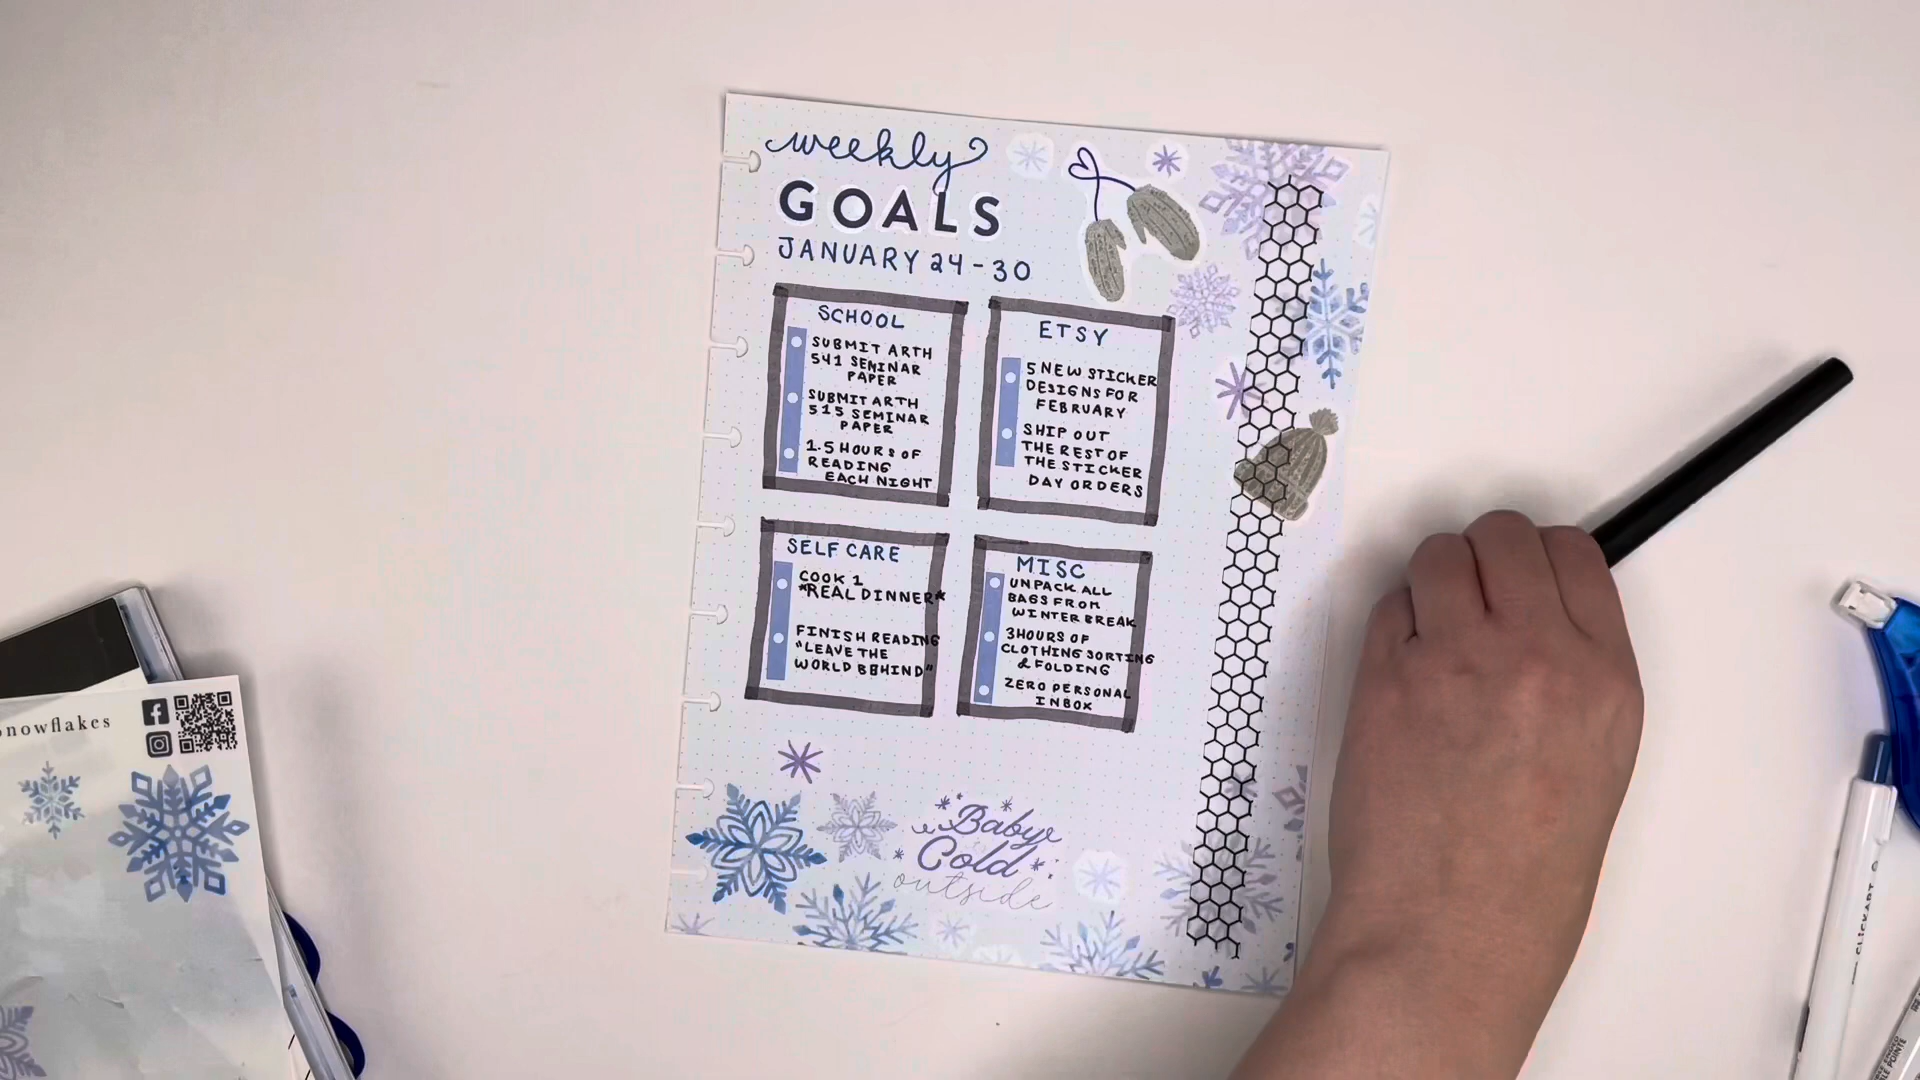 weekly
GOALS
JANUARY 24-30
SCHOOL
SUBMIT ARTH
541 SEMINAR
PAPER
SUBMIT ARTH
515 SEMINAR
PAPER
1.5 HOURS OF
READING
EACH NIGHT
ETSY
5 NEW STICKER
DESIGNS FOR
FEBRUARY
SHIP OUT
THE REST OF
THE STICKER
DAY ORDERS
SELF CARE
COOK 1
*REAL DINNER*
FINISH READING
"LEAVE THE
WORLD BEHIND"
MISC
UNPACK ALL
BAGS FROM
WINTER BREAK
3 HOURS OF
CLOTHING SORTING
& FOLDING
ZERO PERSONAL
INBOX
Baby
Cold
outside
snowflakes
CLICKART